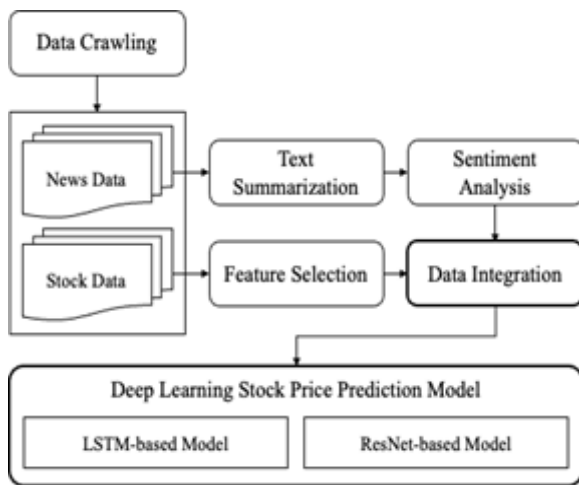 Data Crawling
News Data
Text
Summarization
Sentiment
Analysis
Stock Data
Feature Selection
Data Integration
Deep Learning Stock Price Prediction Model
LSTM-based Model
ResNet-based Model